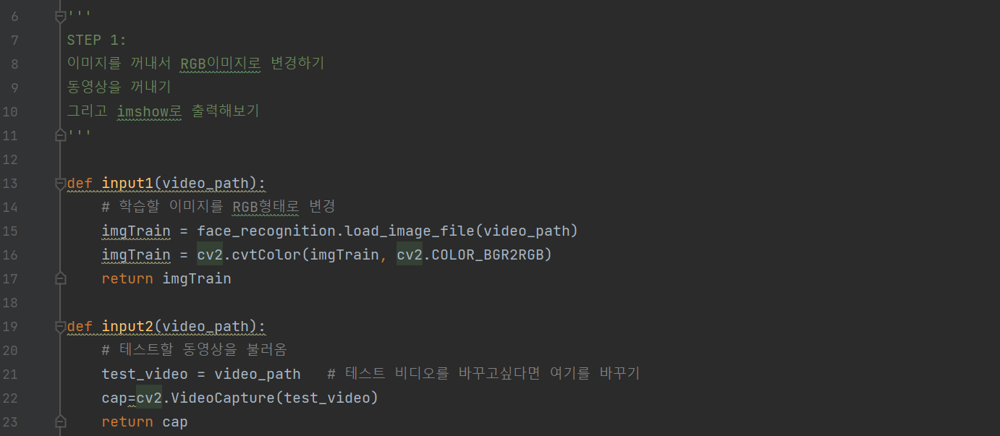 6 '''
7 STEP 1:
8 이미지를 꺼내서 RGB이미지로 변경하기
9 동영상을 꺼내기
10 그리고 imshow로 출력해보기
11 '''
12
13 def input1(video_path):
14     # 학습할 이미지를 RGB형태로 변경
15     imgTrain = face_recognition.load_image_file(video_path)
16     imgTrain = cv2.cvtColor(imgTrain, cv2.COLOR_BGR2RGB)
17     return imgTrain
18
19 def input2(video_path):
20     # 테스트할 동영상을 불러옴
21     test_video = video_path   # 테스트 비디오를 바꾸고싶다면 여기를 바꾸기
22     cap=cv2.VideoCapture(test_video)
23     return cap